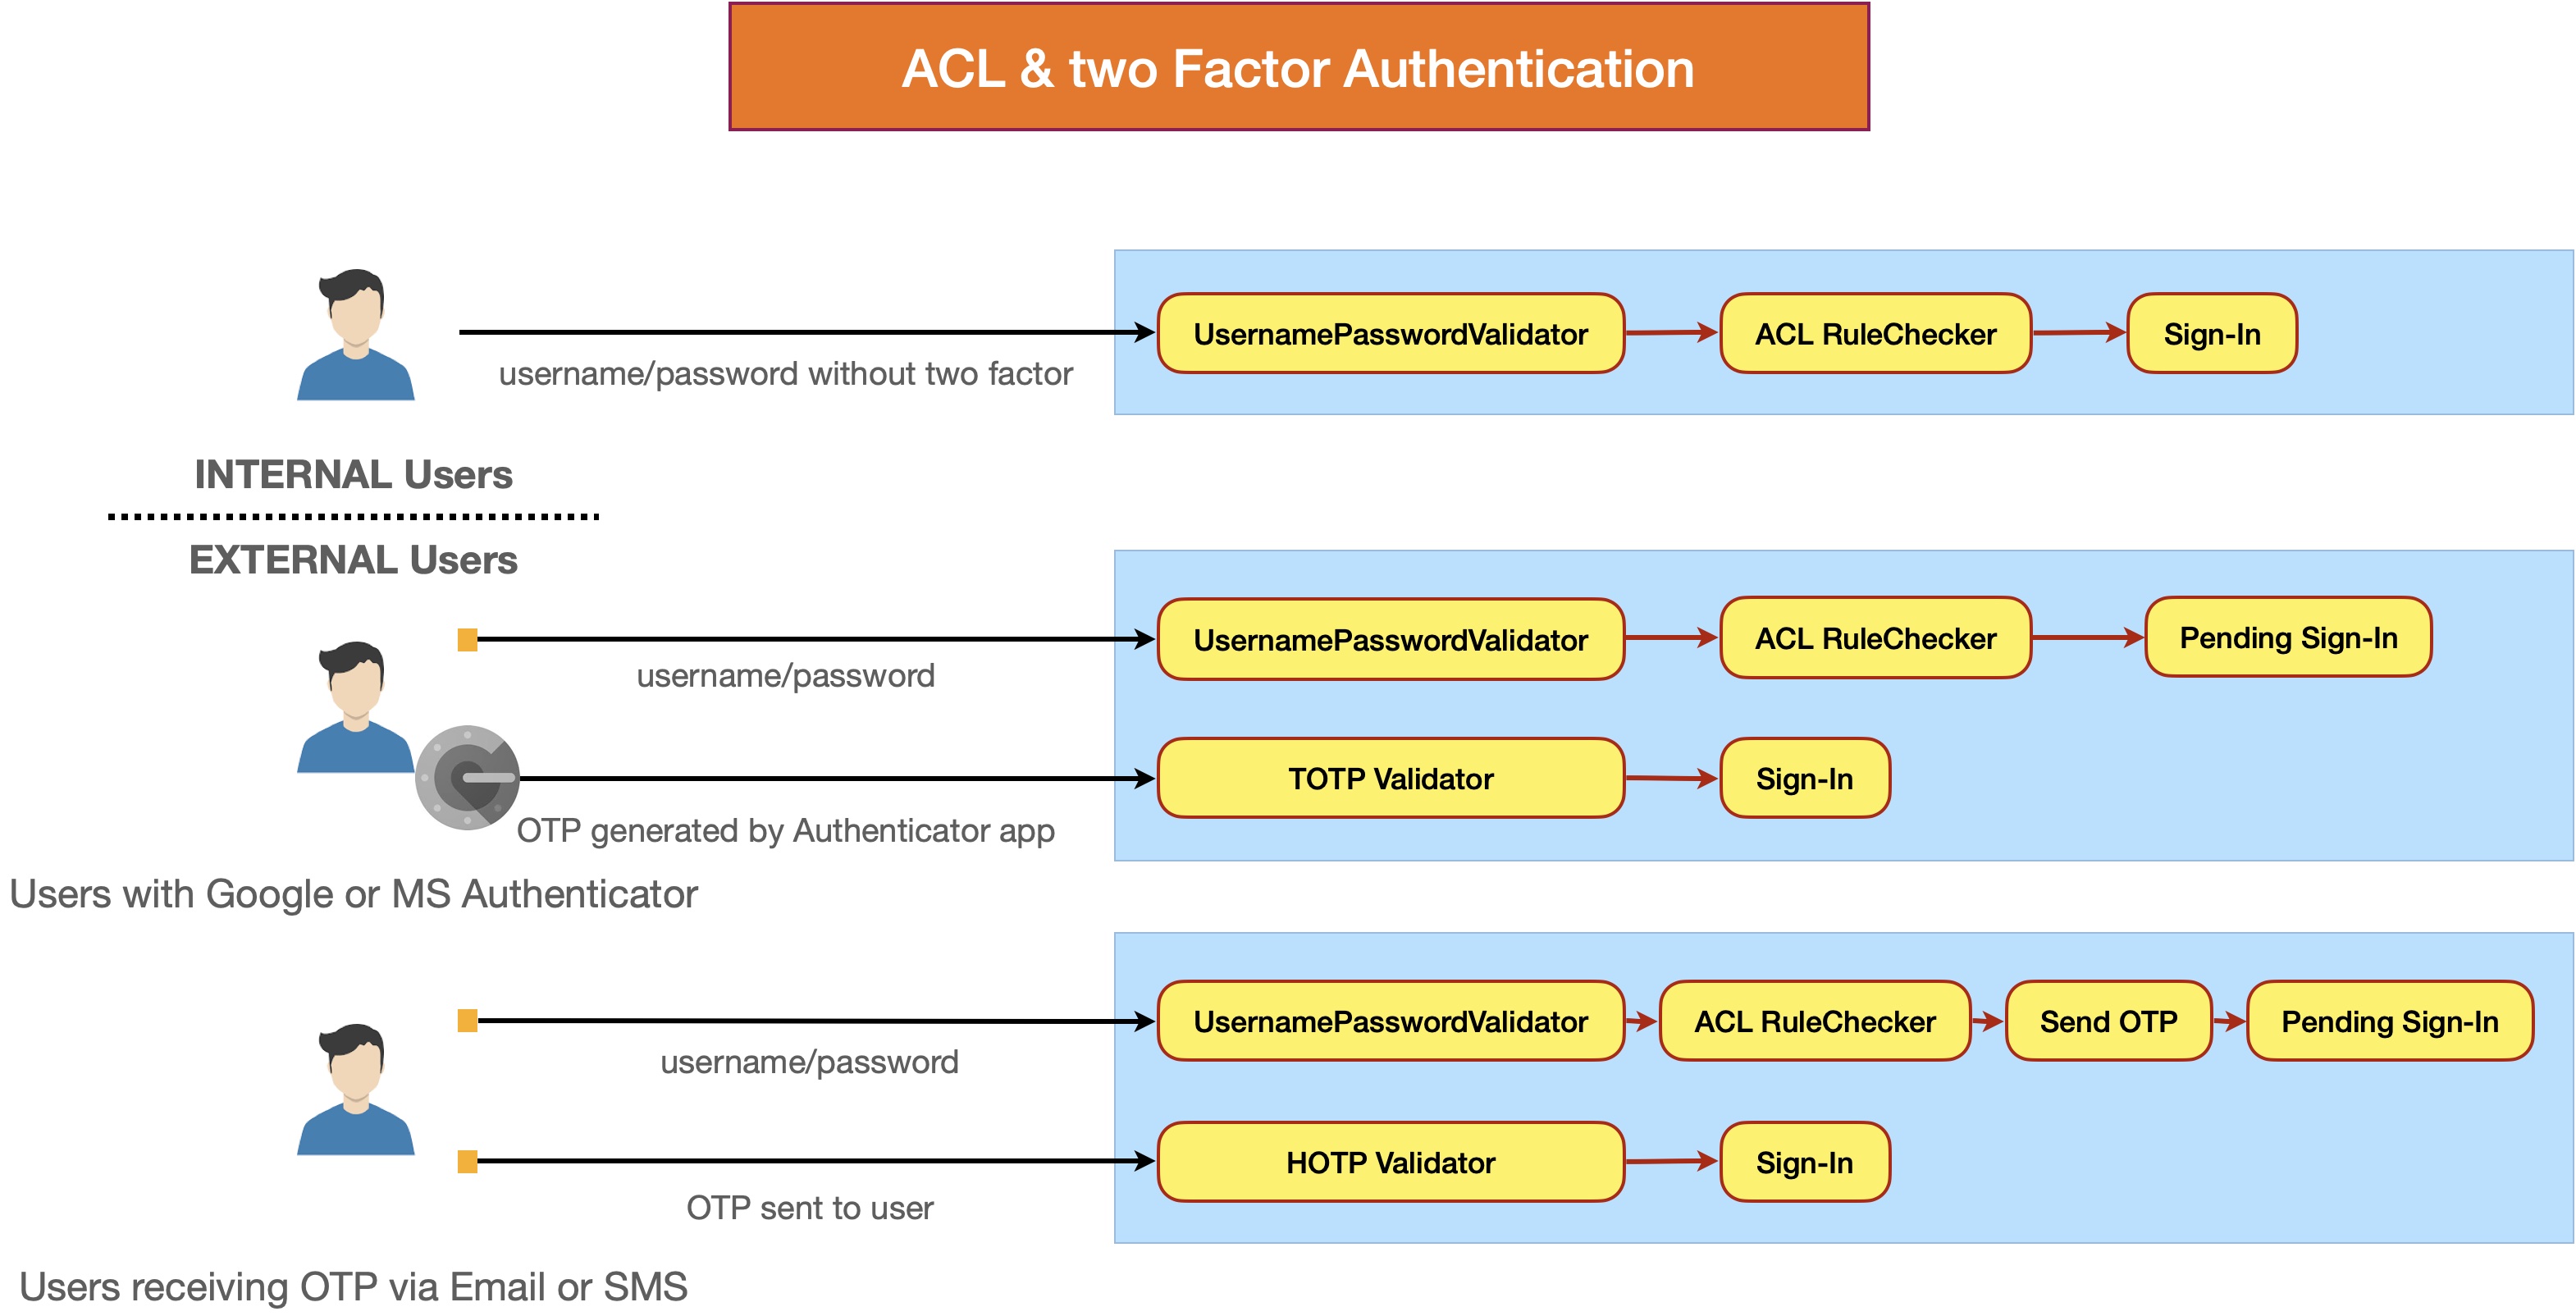 ACL & two Factor Authentication
UsernamePasswordValidator
ACL RuleChecker
Sign-In
username/password without two factor
INTERNAL Users
EXTERNAL Users
UsernamePasswordValidator
ACL RuleChecker
Pending Sign-In
username/password
TOTP Validator
Sign-In
OTP generated by Authenticator app
Users with Google or MS Authenticator
UsernamePasswordValidator
ACL RuleChecker
Send OTP
Pending Sign-In
username/password
HOTP Validator
Sign-In
OTP sent to user
Users receiving OTP via Email or SMS